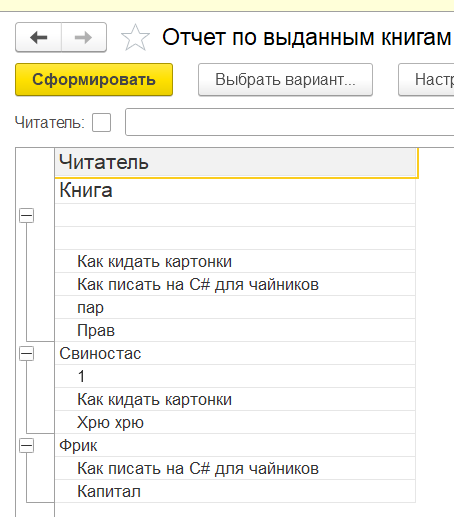 Отчет по выданным книгам
Сформировать Выбрать вариант...
Читатель:
Читатель
Книга
Как кидать картонки
Как писать на C# для чайников
пар
Прав
Свиностас
1
Как кидать картонки
Хрю хрю
Фрик
Как писать на C# для чайников
Капитал